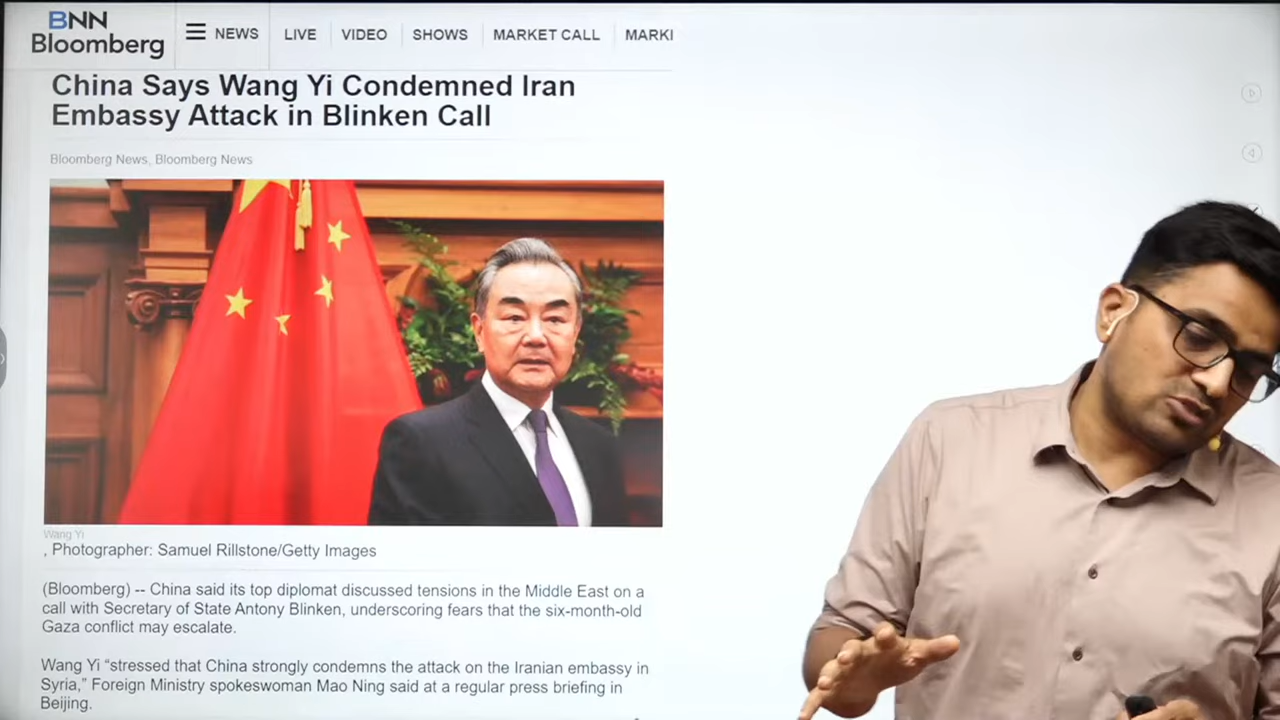 BNN
Bloomberg
NEWS
LIVE
VIDEO
SHOWS
MARKET CALL
MARKI
China Says Wang Yi Condemned Iran
Embassy Attack in Blinken Call
Bloomberg News, Bloomberg News
Wang Yi
, Photographer: Samuel Rillstone/Getty Images
(Bloomberg) -- China said its top diplomat discussed tensions in the Middle East on a
call with Secretary of State Antony Blinken, underscoring fears that the six-month-old
Gaza conflict may escalate.
Wang Yi “stressed that China strongly condemns the attack on the Iranian embassy in
Syria,” Foreign Ministry spokeswoman Mao Ning said at a regular press briefing in
Beijing.